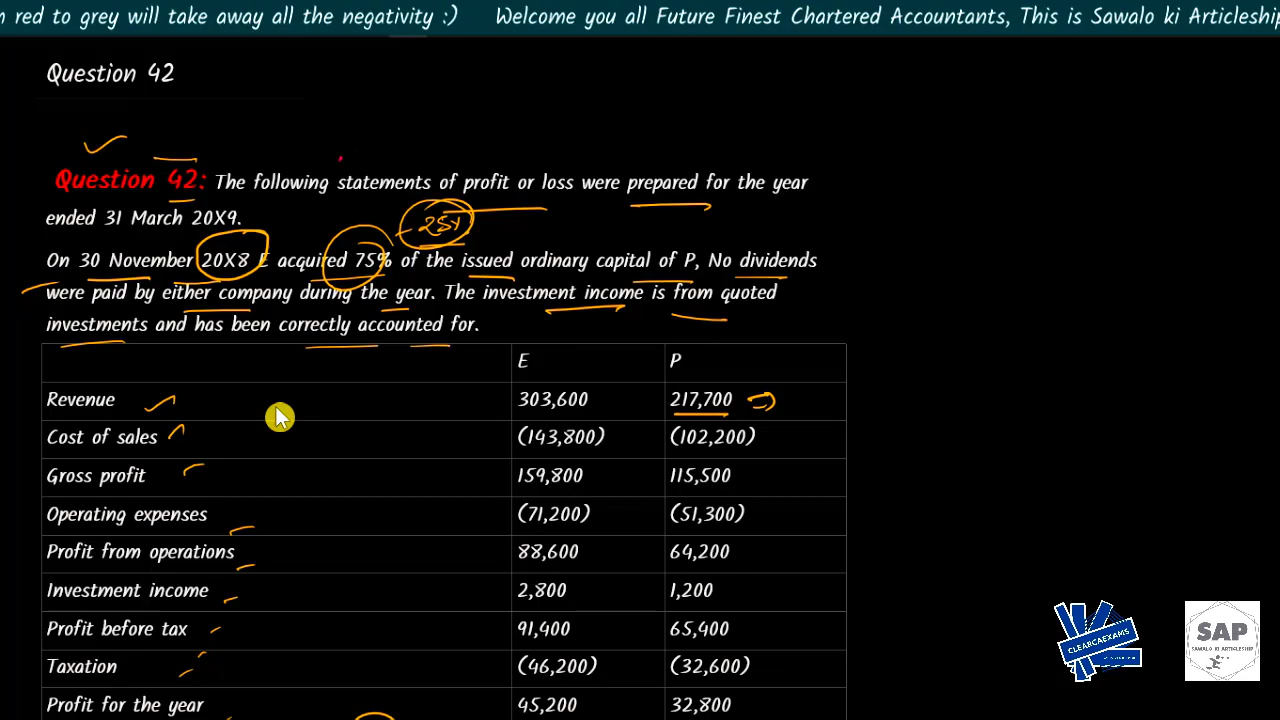 n red to grey will take away all the negativity :) Welcome you all Future Finest Chartered Accountants, This is Sawalo ki Articleship
Question 42
Question 42: The following statements of profit or loss were prepared for the year
ended 31 March 20X9.
25%
On 30 November 20X8 E acquired 75% of the issued ordinary capital of P, No dividends
were paid by either company during the year. The investment income is from quoted
investments and has been correctly accounted for.
E P
Revenue 303,600 217,700
Cost of sales (143,800) (102,200)
Gross profit 159,800 115,500
Operating expenses (71,200) (51,300)
Profit from operations 88,600 64,200
Investment income 2,800 1,200
Profit before tax 91,400 65,400
Taxation (46,200) (32,600)
Profit for the year 45,200 32,800
CLEARCAEXAMS
SAP
SAWALO KI ARTICLESHIP